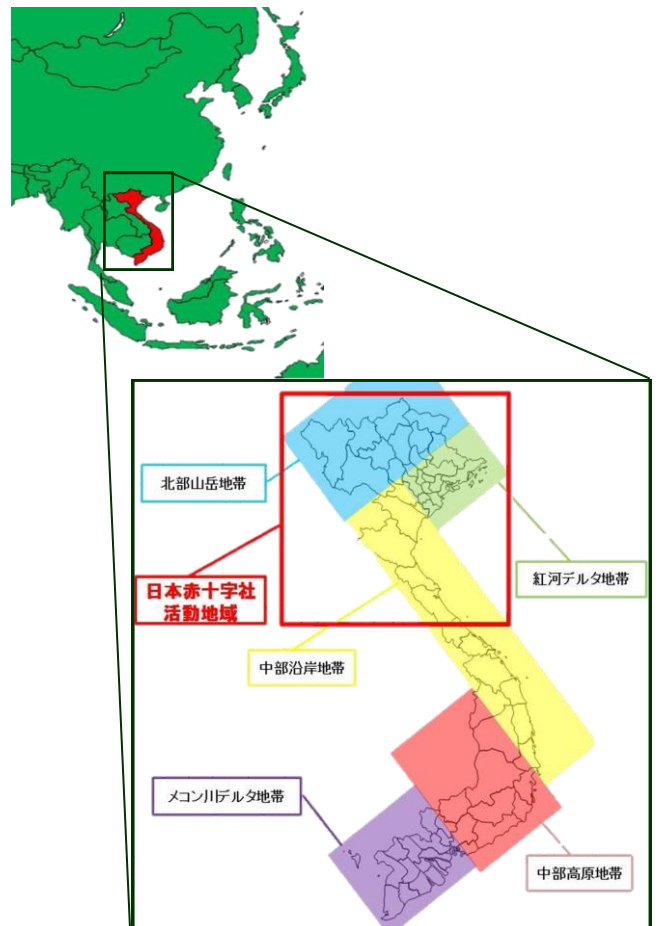 北部山岳地帯
紅河デルタ地帯
日本赤十字社
活動地域
中部沿岸地帯
メコン川デルタ地帯
中部高原地帯